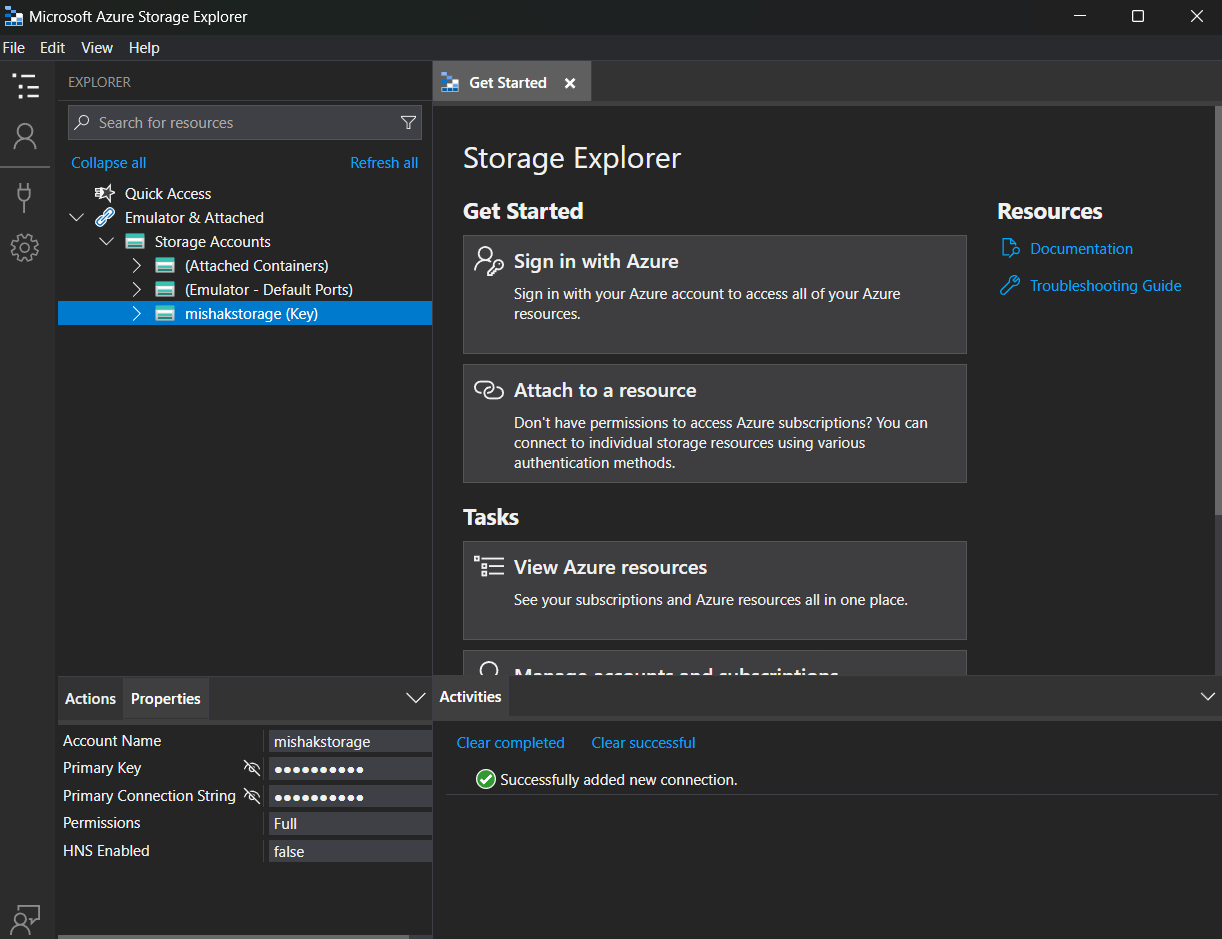 Microsoft Azure Storage Explorer
File Edit View Help
EXPLORER
Search for resources
Collapse all Refresh all
Quick Access
Emulator & Attached
Storage Accounts
(Attached Containers)
(Emulator - Default Ports)
mishakstorage (Key)
Get Started
Storage Explorer
Get Started
Sign in with Azure
Sign in with your Azure account to access all of your Azure
resources.
Attach to a resource
Don't have permissions to access Azure subscriptions? You can
connect to individual storage resources using various
authentication methods.
Tasks
View Azure resources
See your subscriptions and Azure resources all in one place.
Manage accounts and subscriptions
Resources
Documentation
Troubleshooting Guide
Actions Properties
Account Name mishakstorage
Primary Key ●●●●●●●●●●
Primary Connection String ●●●●●●●●●●
Permissions Full
HNS Enabled false
Activities
Clear completed Clear successful
Successfully added new connection.